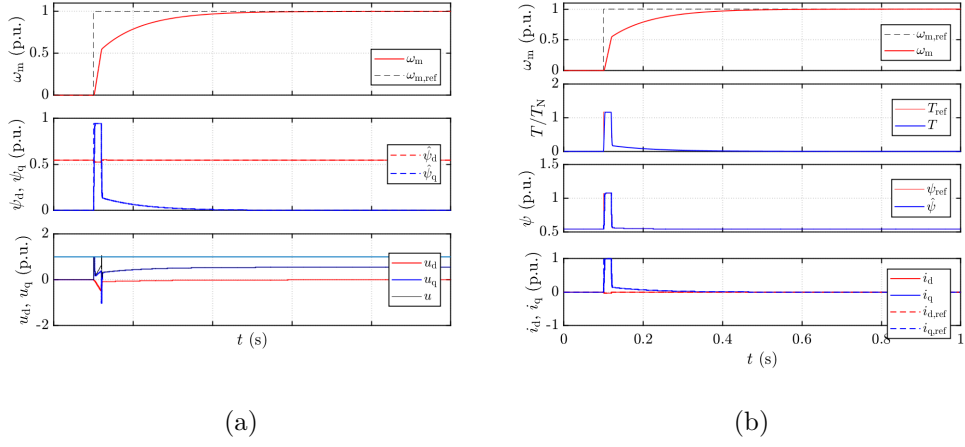 1
0.5
0
ω_m (p.u.)
ω_m
ω_m,ref
1
0.5
0
ψ_d, ψ_q (p.u.)
ψ̂_d
ψ̂_q
2
0
-2
u_d, u_q (p.u.)
u_d
u_q
u
t (s)
(a)
1
0.5
0
ω_m (p.u.)
ω_m,ref
ω_m
2
1
0
T/T_N
T_ref
T
1.5
1
0.5
ψ (p.u.)
ψ_ref
ψ̂
1
0
-1
i_d, i_q (p.u.)
i_d
i_q
i_d,ref
i_q,ref
0 0.2 0.4 0.6 0.8 1
t (s)
(b)